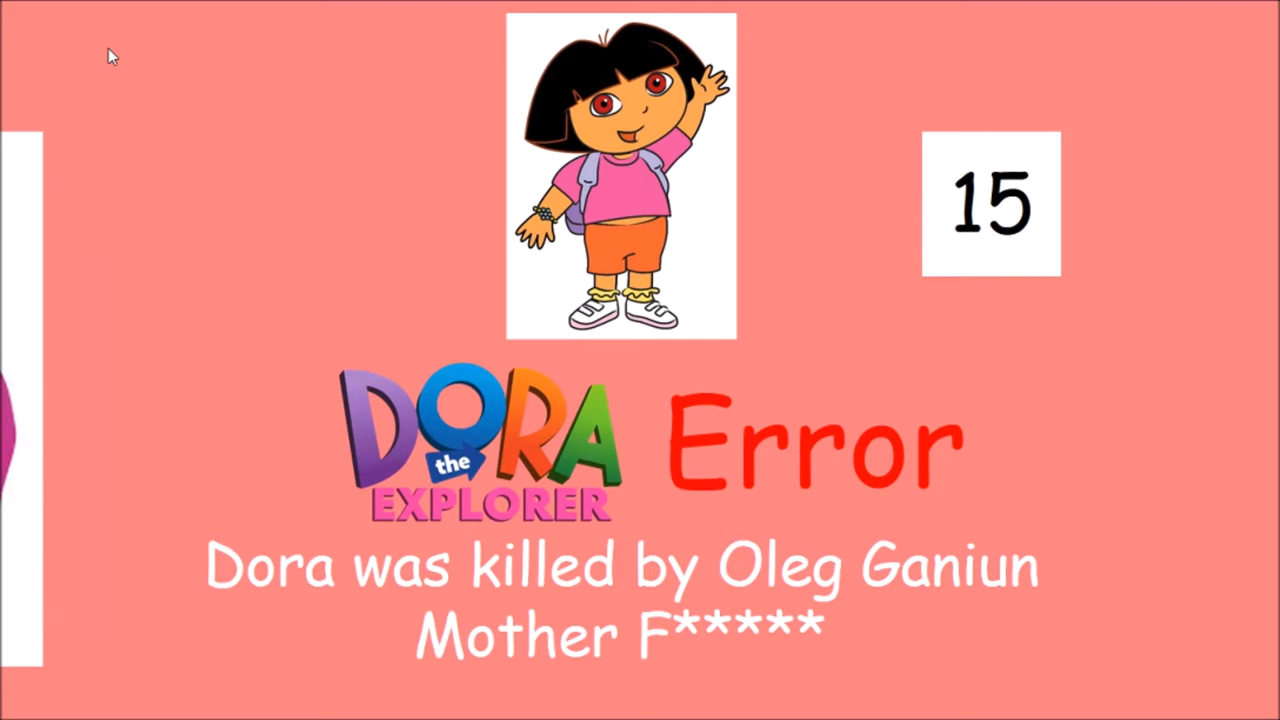 15
DORA
the
EXPLORER
Error
Dora was killed by Oleg Ganiun
Mother F*****